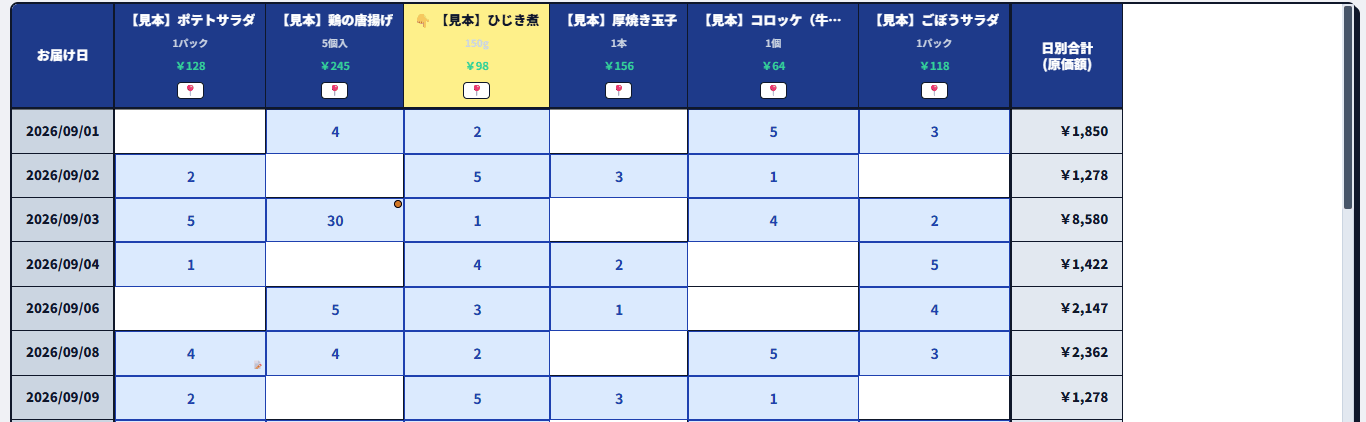 お届け日
【見本】ポテトサラダ
1パック
￥128
【見本】鶏の唐揚げ
5個入
￥245
【見本】ひじき煮
150g
￥98
【見本】厚焼き玉子
1本
￥156
【見本】コロッケ（牛…
1個
￥64
【見本】ごぼうサラダ
1パック
￥118
日別合計
(原価額)
2026/09/01 4 2 5 3 ￥1,850
2026/09/02 2 5 3 1 ￥1,278
2026/09/03 5 30 1 4 2 ￥8,580
2026/09/04 1 4 2 5 ￥1,422
2026/09/06 5 3 1 4 ￥2,147
2026/09/08 4 4 2 5 3 ￥2,362
2026/09/09 2 5 3 1 ￥1,278